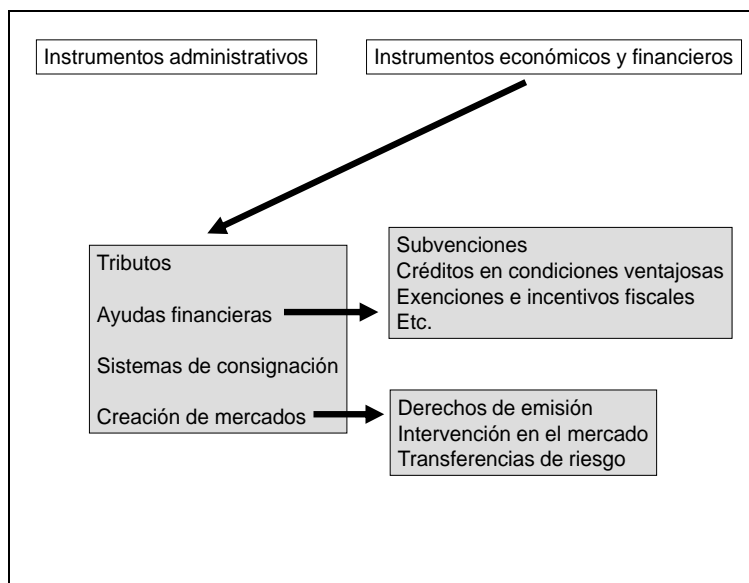 Instrumentos administrativos
Instrumentos económicos y financieros
Tributos
Ayudas financieras
Sistemas de consignación
Creación de mercados
Subvenciones
Créditos en condiciones ventajosas
Exenciones e incentivos fiscales
Etc.
Derechos de emisión
Intervención en el mercado
Transferencias de riesgo